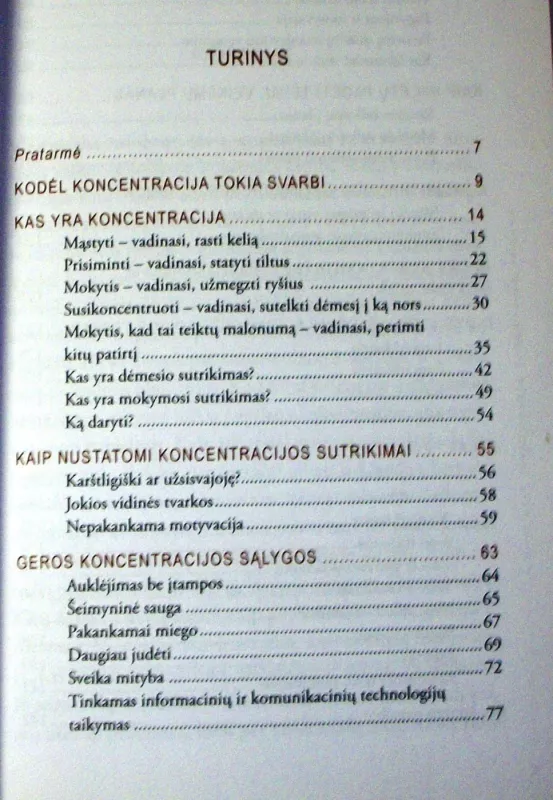 TURINYS
Pratarmė ........ 7
KODĖL KONCENTRACIJA TOKIA SVARBI ........ 9
KAS YRA KONCENTRACIJA ........ 14
Mąstyti – vadinasi, rasti kelią ........ 15
Prisiminti – vadinasi, statyti tiltus ........ 22
Mokytis – vadinasi, užmegzti ryšius ........ 27
Susikoncentruoti – vadinasi, sutelkti dėmesį į ką nors ........ 30
Mokytis, kad tai teiktų malonumą – vadinasi, perimti
kitų patirtį ........ 35
Kas yra dėmesio sutrikimas? ........ 42
Kas yra mokymosi sutrikimas? ........ 49
Ką daryti? ........ 54
KAIP NUSTATOMI KONCENTRACIJOS SUTRIKIMAI ........ 55
Karštligiški ar užsisvajoję? ........ 56
Jokios vidinės tvarkos ........ 58
Nepakankama motyvacija ........ 59
GEROS KONCENTRACIJOS SĄLYGOS ........ 63
Auklėjimas be įtampos ........ 64
Šeimyninė sauga ........ 65
Pakankamai miego ........ 67
Daugiau judėti ........ 69
Sveika mityba ........ 72
Tinkamas informacinių ir komunikacinių technologijų
taikymas ........ 77